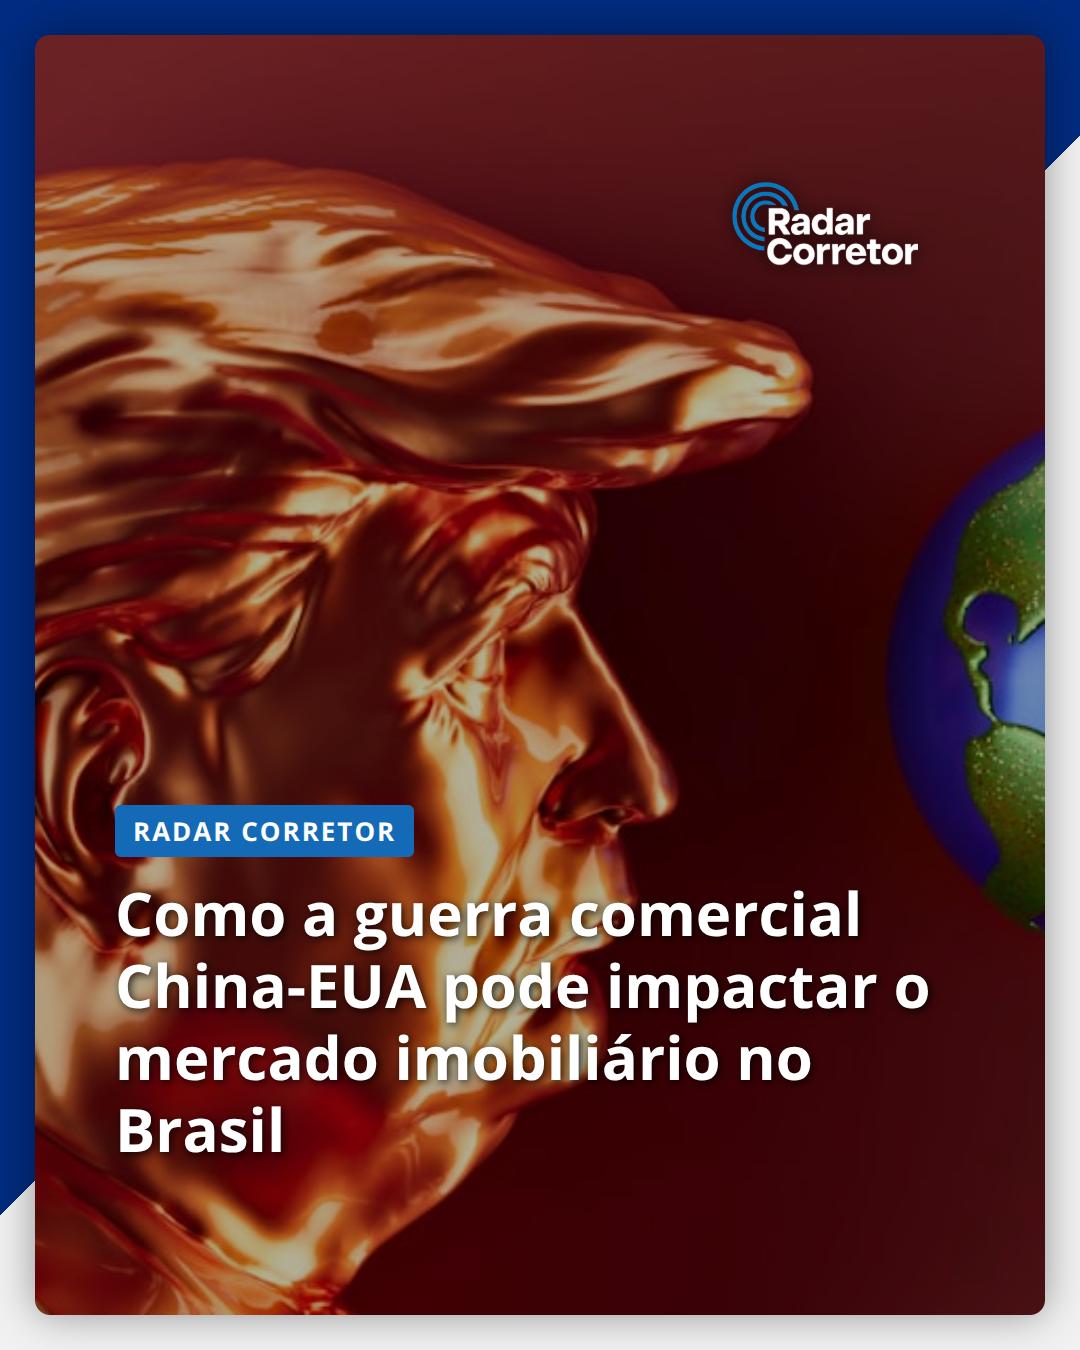 Radar
Corretor
RADAR CORRETOR
Como a guerra comercial
China-EUA pode impactar o
mercado imobiliário no
Brasil